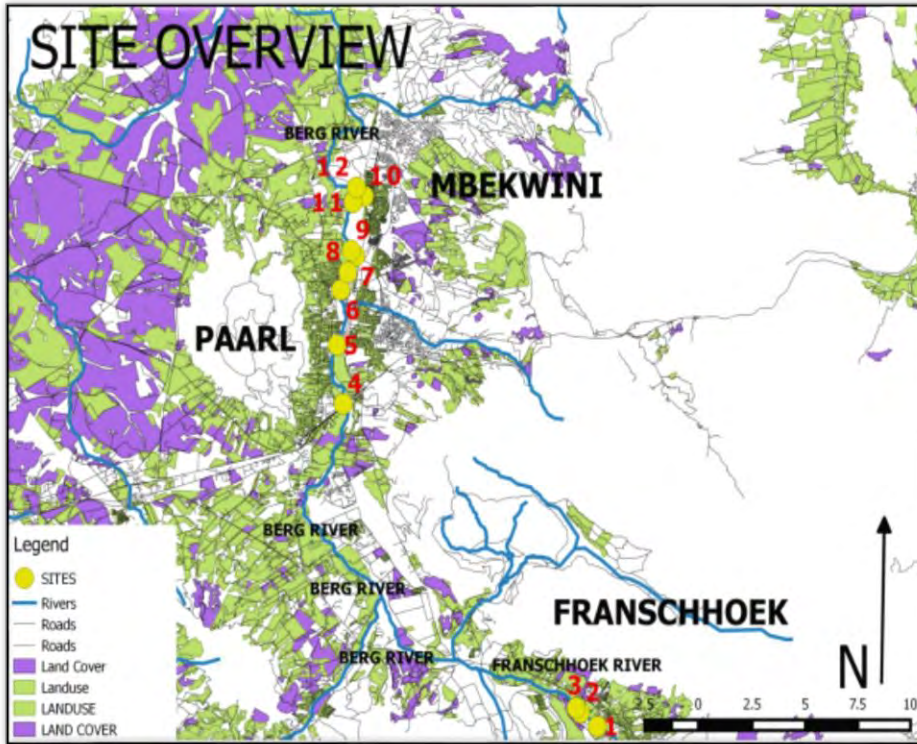 SITE OVERVIEW
BERG RIVER
12 10
MBEKWINI
11
9
8
7
6
PAARL
5
4
BERG RIVER
Legend
SITES
BERG RIVER
Rivers
FRANSCHHOEK
Roads
Roads
BERG RIVER
FRANSCHHOEK RIVER
N
Land Cover
Landuse
3 2
LANDUSE
2.5 0 2.5 5 7.5 10
LAND COVER
1